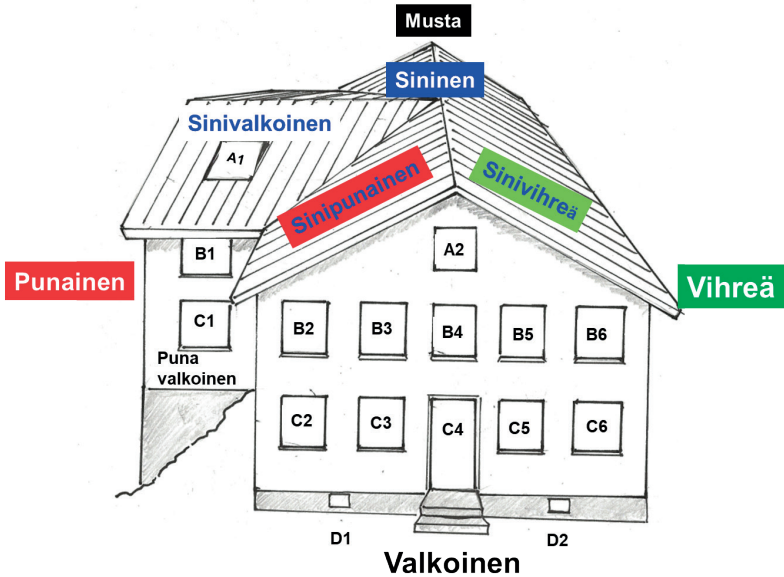 Musta
Sininen
Sinivalkoinen
A1
Sinipunainen
Sinivihreä
B1
A2
Punainen
Vihreä
C1
B2 B3 B4 B5 B6
Puna
valkoinen
C2 C3 C4 C5 C6
D1 D2
Valkoinen